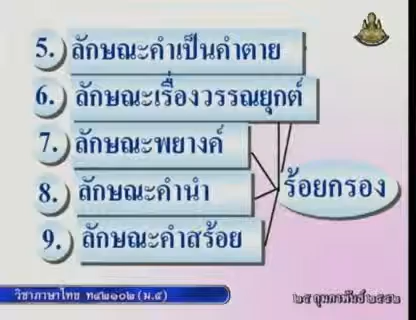 5. ลักษณะคำเป็นคำตาย
6. ลักษณะเรื่องวรรณยุกต์
7. ลักษณะพยางค์
8. ลักษณะคำนำ
9. ลักษณะคำสร้อย
ร้อยกรอง
วิชาภาษาไทย ท๔๒๑๐๒ (ม.๕)
๒๕ กุมภาพันธ์ ๒๕๕๒